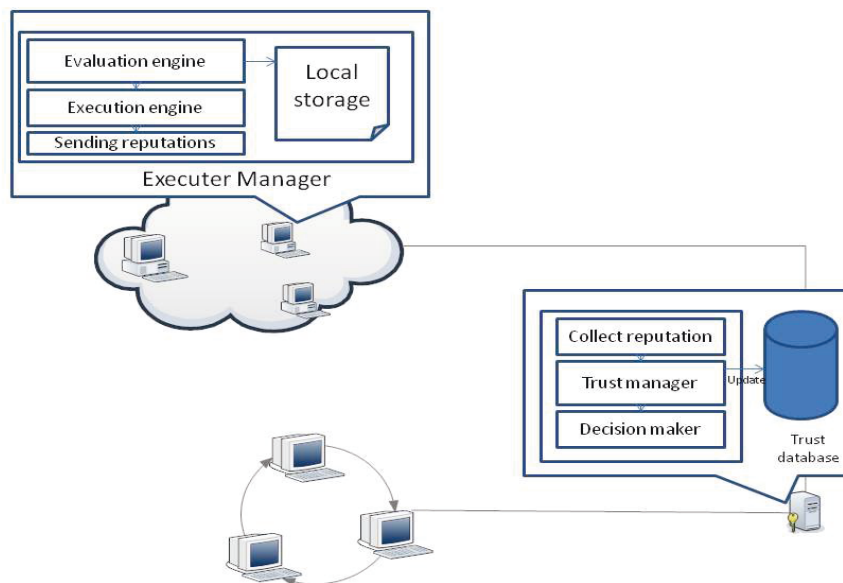 Evaluation engine
Execution engine
Sending reputations
Local
storage
Executer Manager
Collect reputation
Trust manager
Decision maker
Update
Trust
database